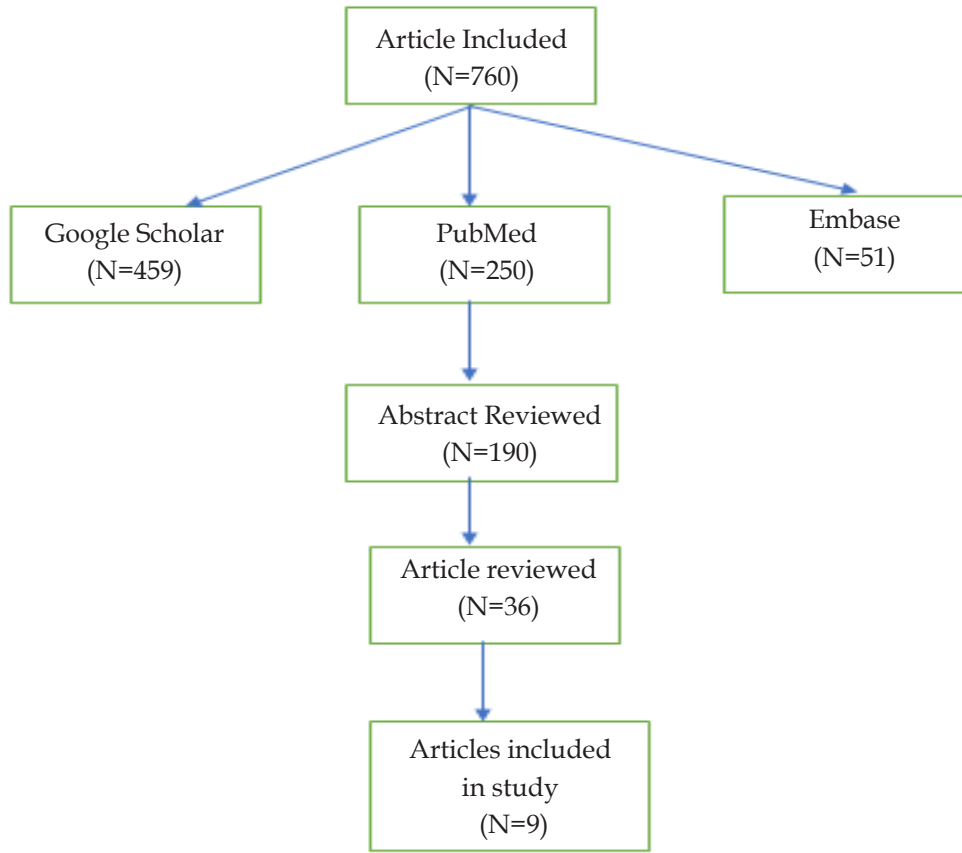 Article Included
(N=760)
Google Scholar
(N=459)
PubMed
(N=250)
Embase
(N=51)
Abstract Reviewed
(N=190)
Article reviewed
(N=36)
Articles included
in study
(N=9)